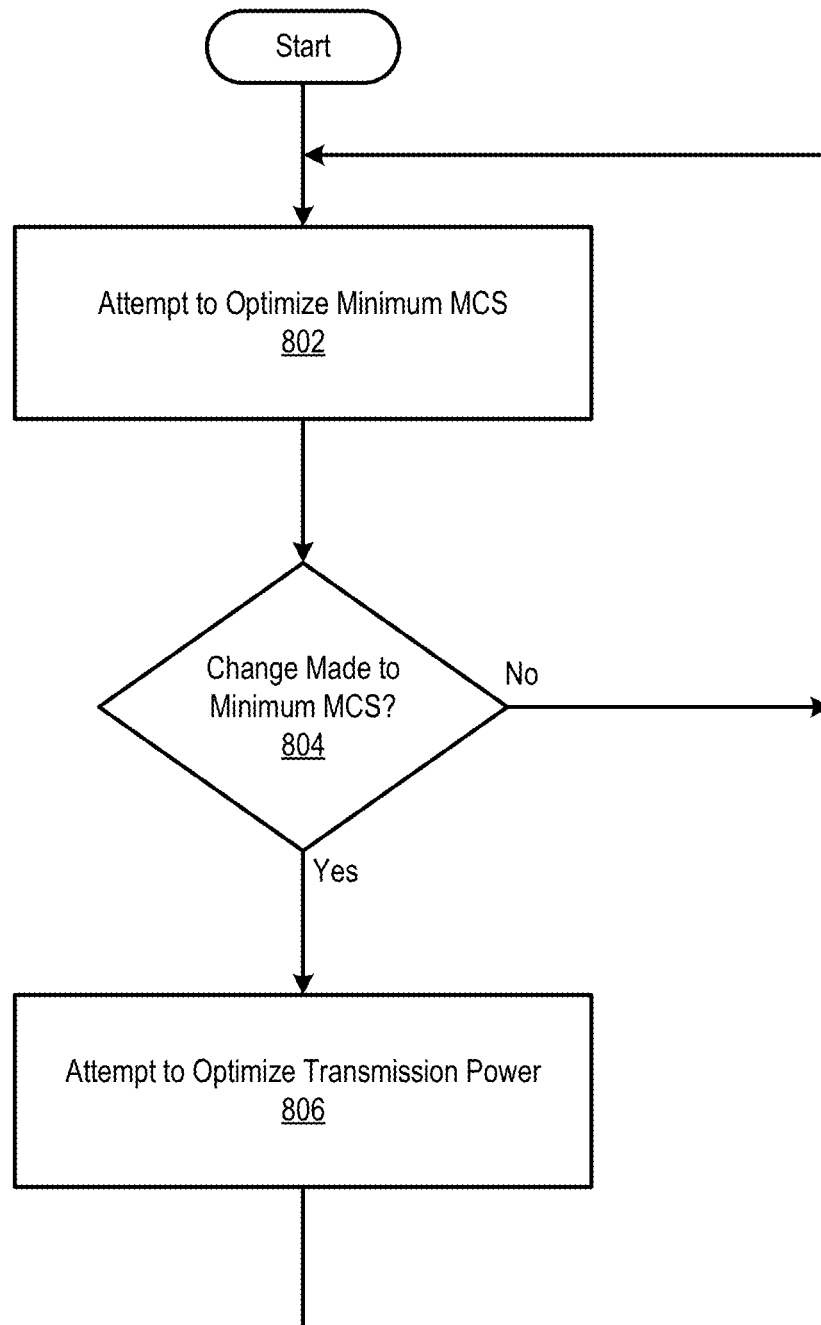 Start
Attempt to Optimize Minimum MCS
802
Change Made to
Minimum MCS?
804
No
Yes
Attempt to Optimize Transmission Power
806